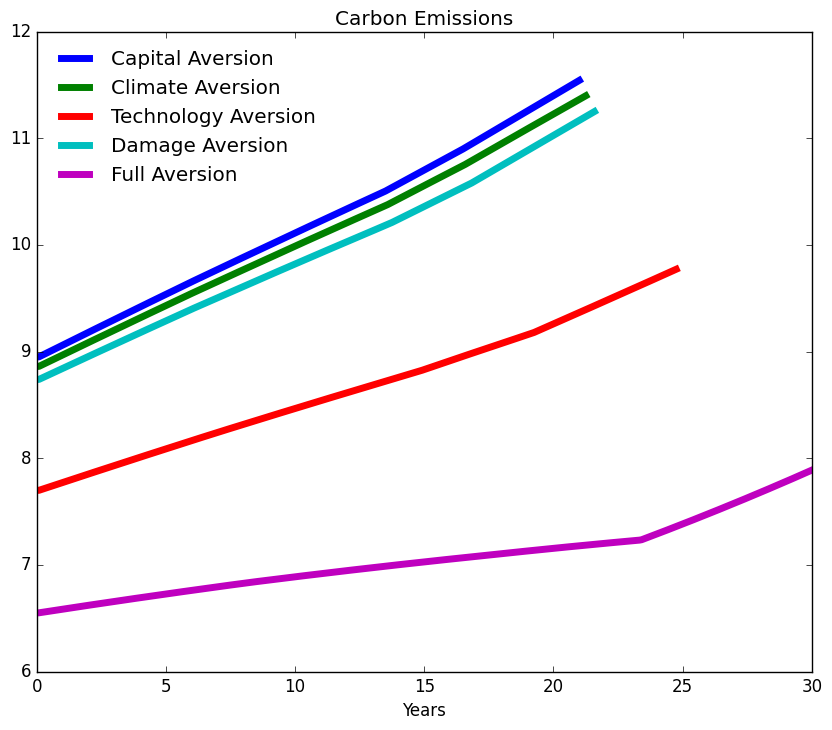 Carbon Emissions
12
11
10
9
8
7
6
Capital Aversion
Climate Aversion
Technology Aversion
Damage Aversion
Full Aversion
0 5 10 15 20 25 30
Years